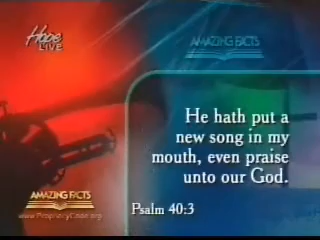 Hope
LIVE
AMAZING FACTS
He hath put a
new song in my
mouth, even praise
unto our God.
AMAZING FACTS
www.ProphecyCode.org
Psalm 40:3